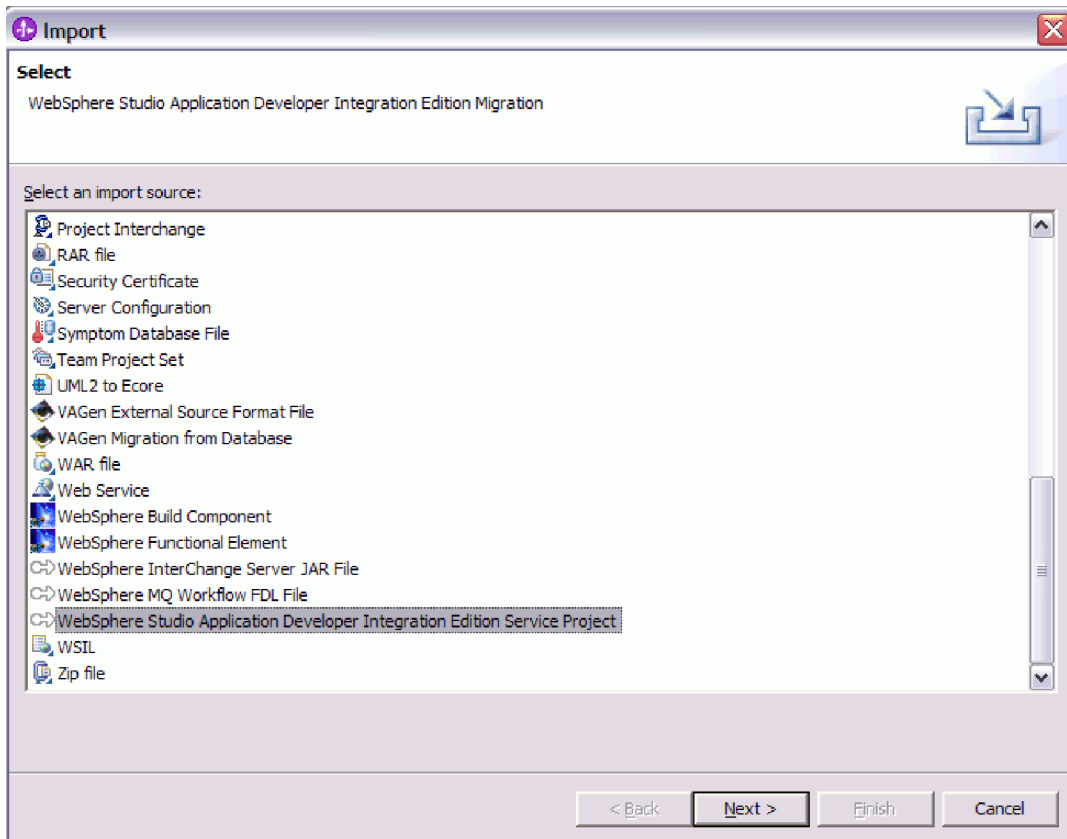 Import
Select
WebSphere Studio Application Developer Integration Edition Migration
Select an import source:
Project Interchange
RAR file
Security Certificate
Server Configuration
Symptom Database File
Team Project Set
UML2 to Ecore
VAGen External Source Format File
VAGen Migration from Database
WAR file
Web Service
WebSphere Build Component
WebSphere Functional Element
WebSphere InterChange Server JAR File
WebSphere MQ Workflow FDL File
WebSphere Studio Application Developer Integration Edition Service Project
WSIL
Zip file
< Back Next > Finish Cancel